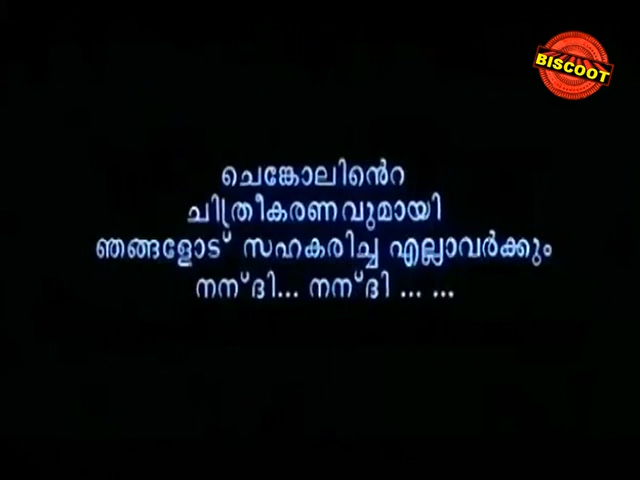 BISCOOT
ചെങ്കോലിൻെറ
ചിത്രീകരണവുമായി
ഞങ്ങളോട് സഹകരിച്ച എല്ലാവർക്കും
നന്ദി... നന്ദി ... ...